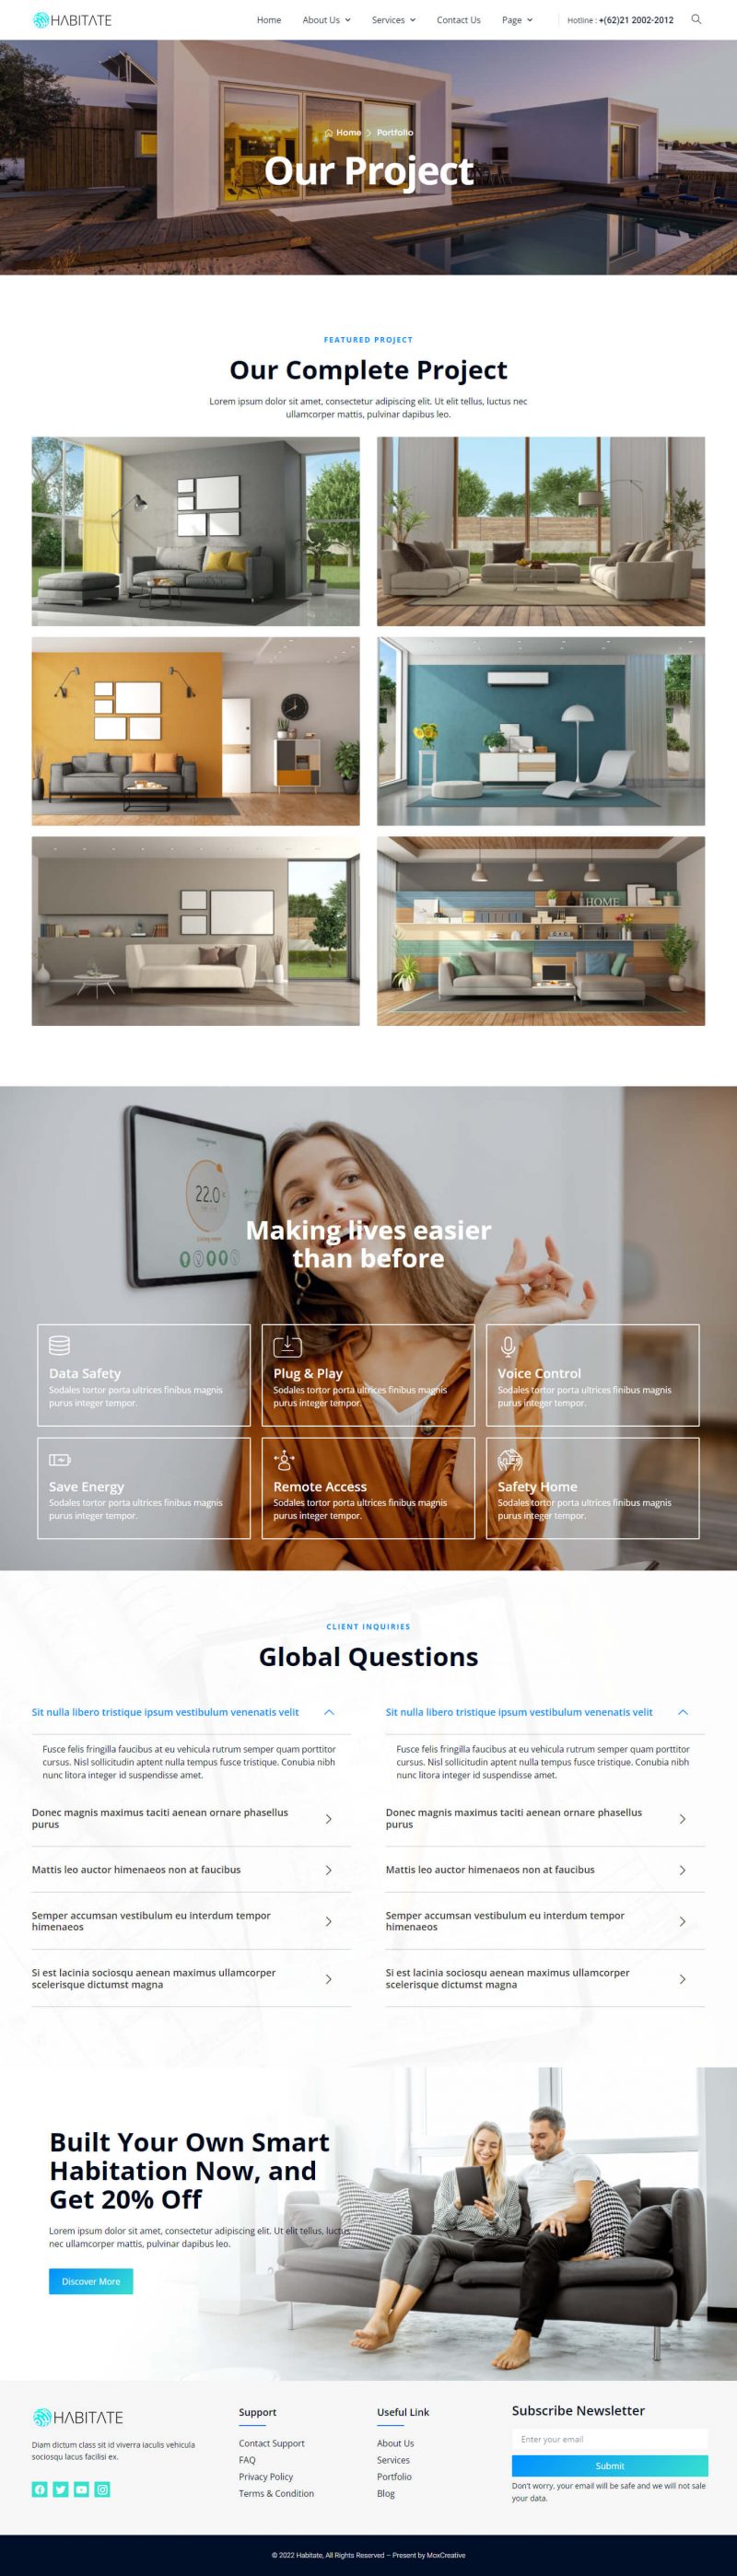 HABITATE
Home About Us Services Contact Us Page Hotline : +(62)21 2002-2012
Home > Portfolio
Our Project
FEATURED PROJECT
Our Complete Project
Lorem ipsum dolor sit amet, consectetur adipiscing elit. Ut elit tellus, luctus nec
ullamcorper mattis, pulvinar dapibus leo.
HOME
22.0
Making lives easier
than before
Data Safety
Sodales tortor porta ultrices finibus magnis
purus integer tempor.
Plug & Play
Sodales tortor porta ultrices finibus magnis
purus integer tempor.
Voice Control
Sodales tortor porta ultrices finibus magnis
purus integer tempor.
Save Energy
Sodales tortor porta ultrices finibus magnis
purus integer tempor.
Remote Access
Sodales tortor porta ultrices finibus magnis
purus integer tempor.
Safety Home
Sodales tortor porta ultrices finibus magnis
purus integer tempor.
CLIENT INQUIRIES
Global Questions
Sit nulla libero tristique ipsum vestibulum venenatis velit
Fusce felis fringilla faucibus at eu vehicula rutrum semper quam porttitor
cursus. Nisl sollicitudin aptent nulla tempus fusce tristique. Conubia nibh
nunc litora integer id suspendisse amet.
Donec magnis maximus taciti aenean ornare phasellus
purus
Mattis leo auctor himenaeos non at faucibus
Semper accumsan vestibulum eu interdum tempor
himenaeos
Si est lacinia sociosqu aenean maximus ullamcorper
scelerisque dictumst magna
Sit nulla libero tristique ipsum vestibulum venenatis velit
Fusce felis fringilla faucibus at eu vehicula rutrum semper quam porttitor
cursus. Nisl sollicitudin aptent nulla tempus fusce tristique. Conubia nibh
nunc litora integer id suspendisse amet.
Donec magnis maximus taciti aenean ornare phasellus
purus
Mattis leo auctor himenaeos non at faucibus
Semper accumsan vestibulum eu interdum tempor
himenaeos
Si est lacinia sociosqu aenean maximus ullamcorper
scelerisque dictumst magna
Built Your Own Smart
Habitation Now, and
Get 20% Off
Lorem ipsum dolor sit amet, consectetur adipiscing elit. Ut elit tellus, luctus
nec ullamcorper mattis, pulvinar dapibus leo.
Discover More
HABITATE
Diam dictum class sit id viverra iaculis vehicula
sociosqu lacus facilisi ex.
Support
Contact Support
FAQ
Privacy Policy
Terms & Condition
Useful Link
About Us
Services
Portfolio
Blog
Subscribe Newsletter
Enter your email
Submit
Don't worry, your email will be safe and we will not sale
your data.
© 2022 Habitate, All Rights Reserved – Present by MoxCreative